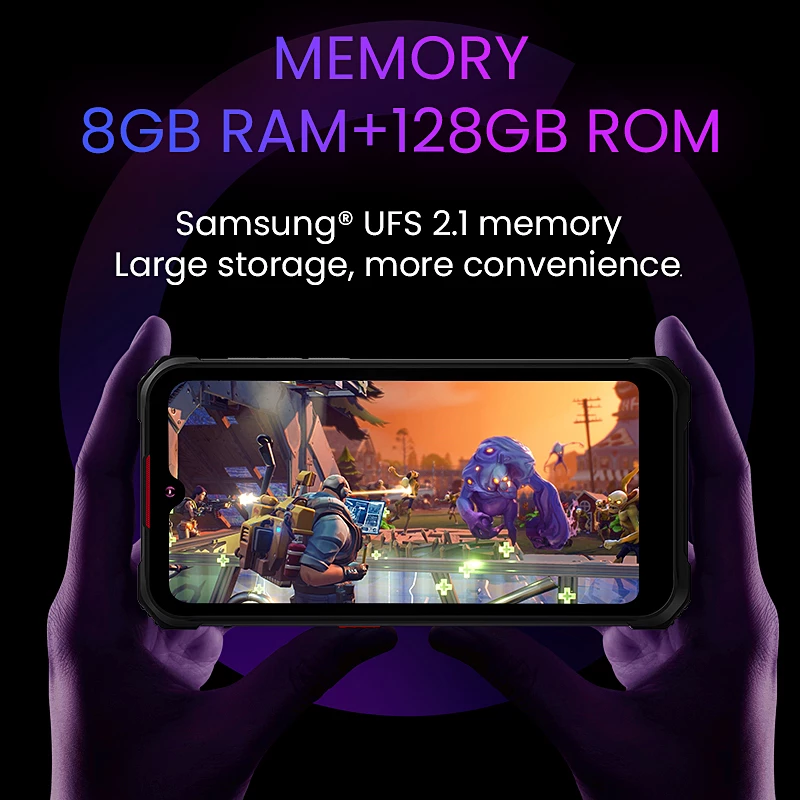 MEMORY
8GB RAM+128GB ROM
Samsung® UFS 2.1 memory
Large storage, more convenience.